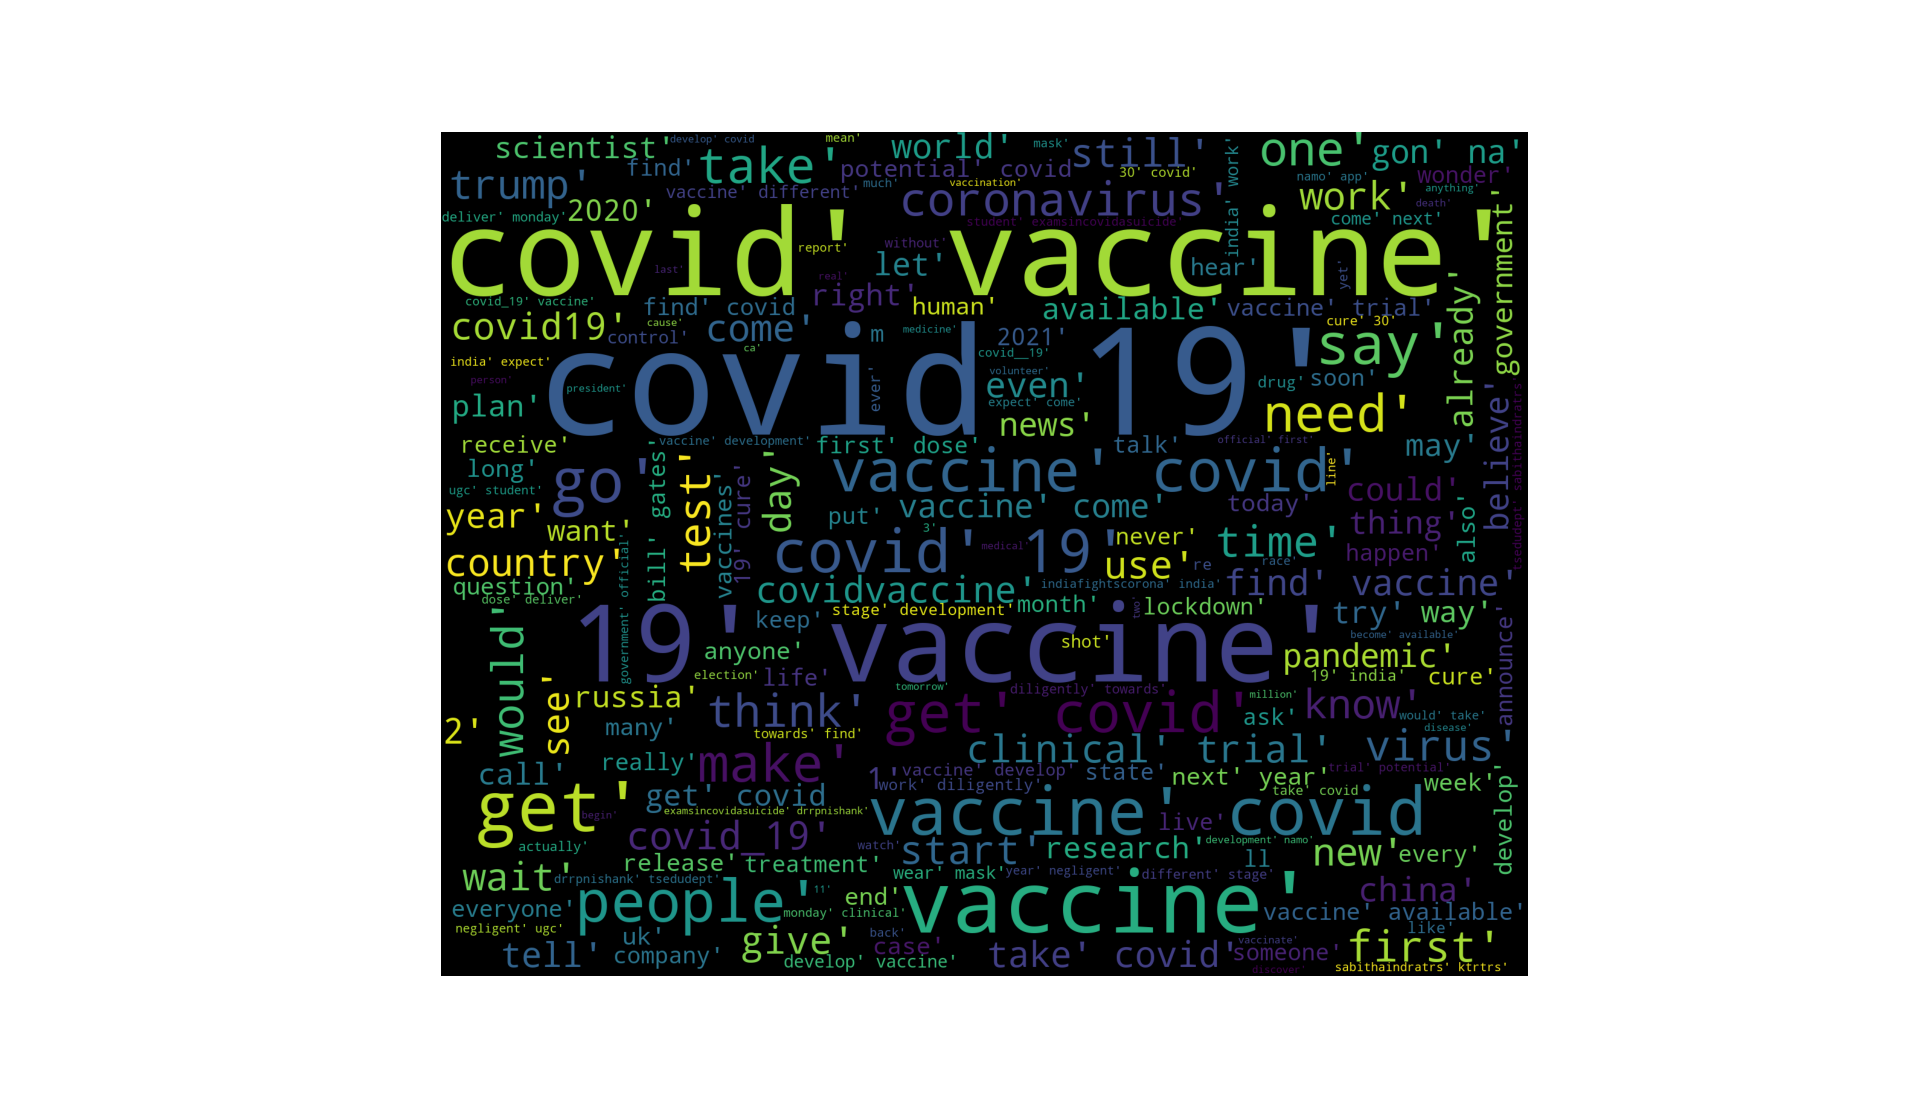 scientist'
develop' covid
mean'
world'
mask'
still'
one'
gon' na'
find'
take'
potential' covid
30' covid'
namo' app'
wonder'
trump'
vaccine' different'
much'
vaccination'
coronavirus'
india' work'
work'
anything'
death'
deliver' monday'
2020'
student' examsincovidasuicide'
come' next'
government'
covid' vaccine'
report'
without'
last'
real'
let'
hear'
yet'
covid_19' vaccine'
find' covid
right'
human'
available'
vaccine' trial'
already'
covid19'
cause'
control'
come'
m
medicine'
2021'
cure' 30'
say'
ca'
covid__19'
covid 19'
india' expect'
person'
president'
ever'
volunteer'
even'
drug'
soon'
believe'
tsedudept' sabithaindratrs'
plan'
expect' come'
news'
need'
receive'
vaccine' development'
first' dose'
talk'
official' first'
may'
long'
go'
gates'
test'
19' cure'
day'
vaccine' covid'
line'
ugc' student'
vaccines'
vaccine' come'
today'
could'
also'
year'
want'
put'
3'
thing'
country'
bill'
covid' 19'
medical'
never'
time'
happen'
use'
re
race'
question'
government' official'
covidvaccine'
indiafightscorona' india'
find' vaccine'
dose' deliver'
would'
stage' development'
month'
two'
lockdown'
try'
way'
keep'
19' vaccine'
shot'
become' available'
announce'
anyone'
pandemic'
see'
russia'
election'
life'
tomorrow'
diligently' towards'
million'
19' india'
cure'
2'
many'
think'
towards' find'
get' covid'
ask'
know'
would' take'
disease'
call'
really'
make'
clinical' trial'
virus'
1'
vaccine' develop'
state'
next' year'
trial' potential'
week'
develop'
get'
get' covid
work' diligently'
take' covid
begin'
examsincovidasuicide' drrpnishank'
vaccine' covid
live'
actually'
covid_19'
watch'
start'
research'
development' namo'
ll
new'
every'
wait'
release'
treatment'
drrpnishank' tsedudept'
wear' mask'
year' negligent'
different' stage'
everyone'
people'
11'
end'
monday' clinical'
vaccine'
china'
vaccine' available'
negligent' ugc'
uk'
give'
back'
case'
vaccinate'
like'
tell'
company'
develop' vaccine'
take' covid'
someone'
discover'
first'
sabithaindratrs' ktrtrs'